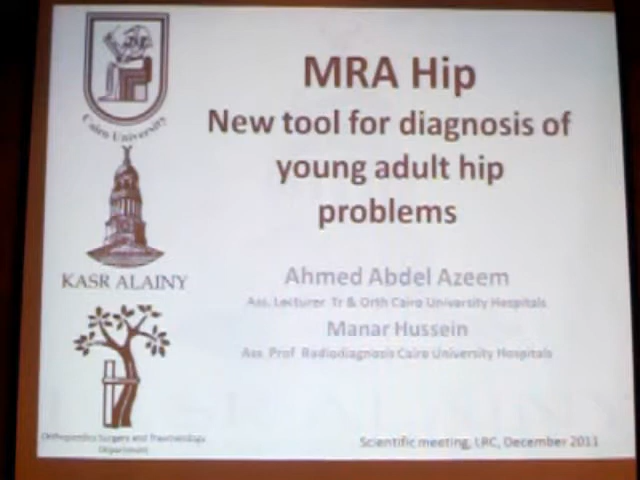 MRA Hip
New tool for diagnosis of
young adult hip
problems
Cairo University
KASR ALAINY
Ahmed Abdel Azeem
Ass. Lecturer Tr & Orth Cairo University Hospitals
Manar Hussein
Ass. Prof Radiodiagnosis Cairo University Hospitals
Orthopaedics Surgery and Traumatology
Department
Scientific meeting, LRC, December 2011